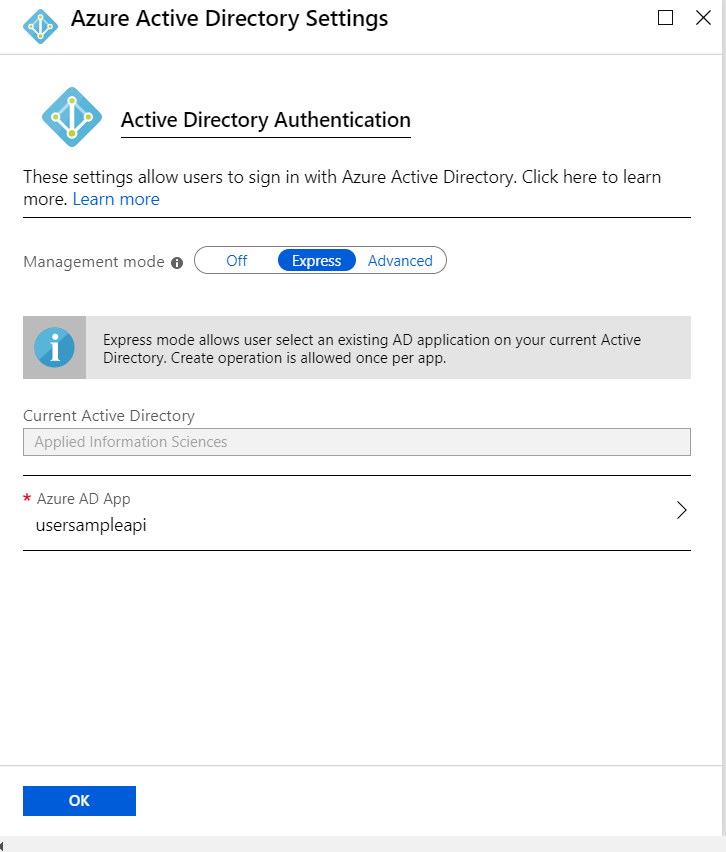 Azure Active Directory Settings
Active Directory Authentication
These settings allow users to sign in with Azure Active Directory. Click here to learn
more. Learn more
Management mode Off Express Advanced
Express mode allows user select an existing AD application on your current Active
Directory. Create operation is allowed once per app.
Current Active Directory
Applied Information Sciences
* Azure AD App
usersampleapi
OK